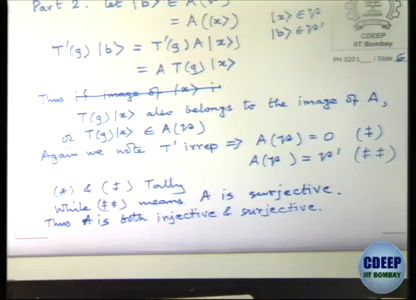 Part 2. Let |b⟩ ∈ A(𝒱)
= A(|x⟩) |x⟩ ∈ 𝒱
|b⟩ ∈ 𝒱'
T'(g) |b⟩ = T'(g) A |x⟩
= A T(g) |x⟩
Thus if image of |x⟩ is
T(g) |x⟩ also belongs to the image of A,
or T(g) |x⟩ ∈ A(𝒱)
Again we note T' irrep ⇒ A(𝒱) = 0 (‡)
A(𝒱) = 𝒱' (‡‡)
(*) & (‡) Tally
While (‡‡) means A is surjective.
Thus A is both injective & surjective.
CDEEP
IIT Bombay
PH 520 L___ / Slide 6
CDEEP
IIT BOMBAY